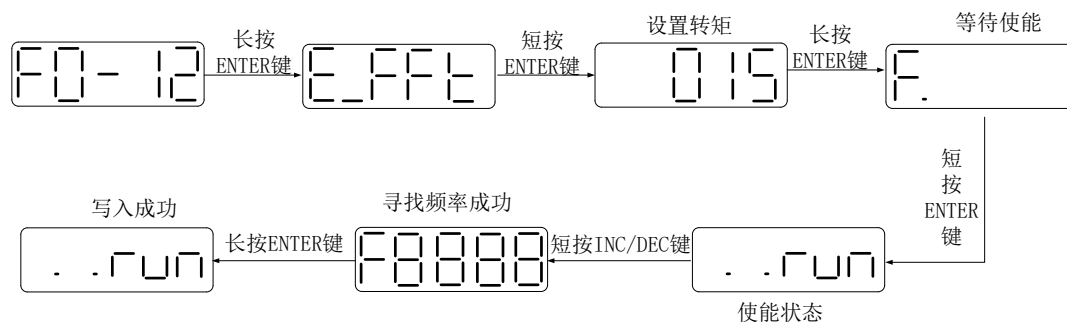 设置转矩
等待使能
F0-12
长按
ENTER键
E_FFt
短按
ENTER键
015
长按
ENTER键
F.
短
按
ENTER
键
写入成功
寻找频率成功
..run
长按ENTER键
F8888
短按INC/DEC键
..run
使能状态